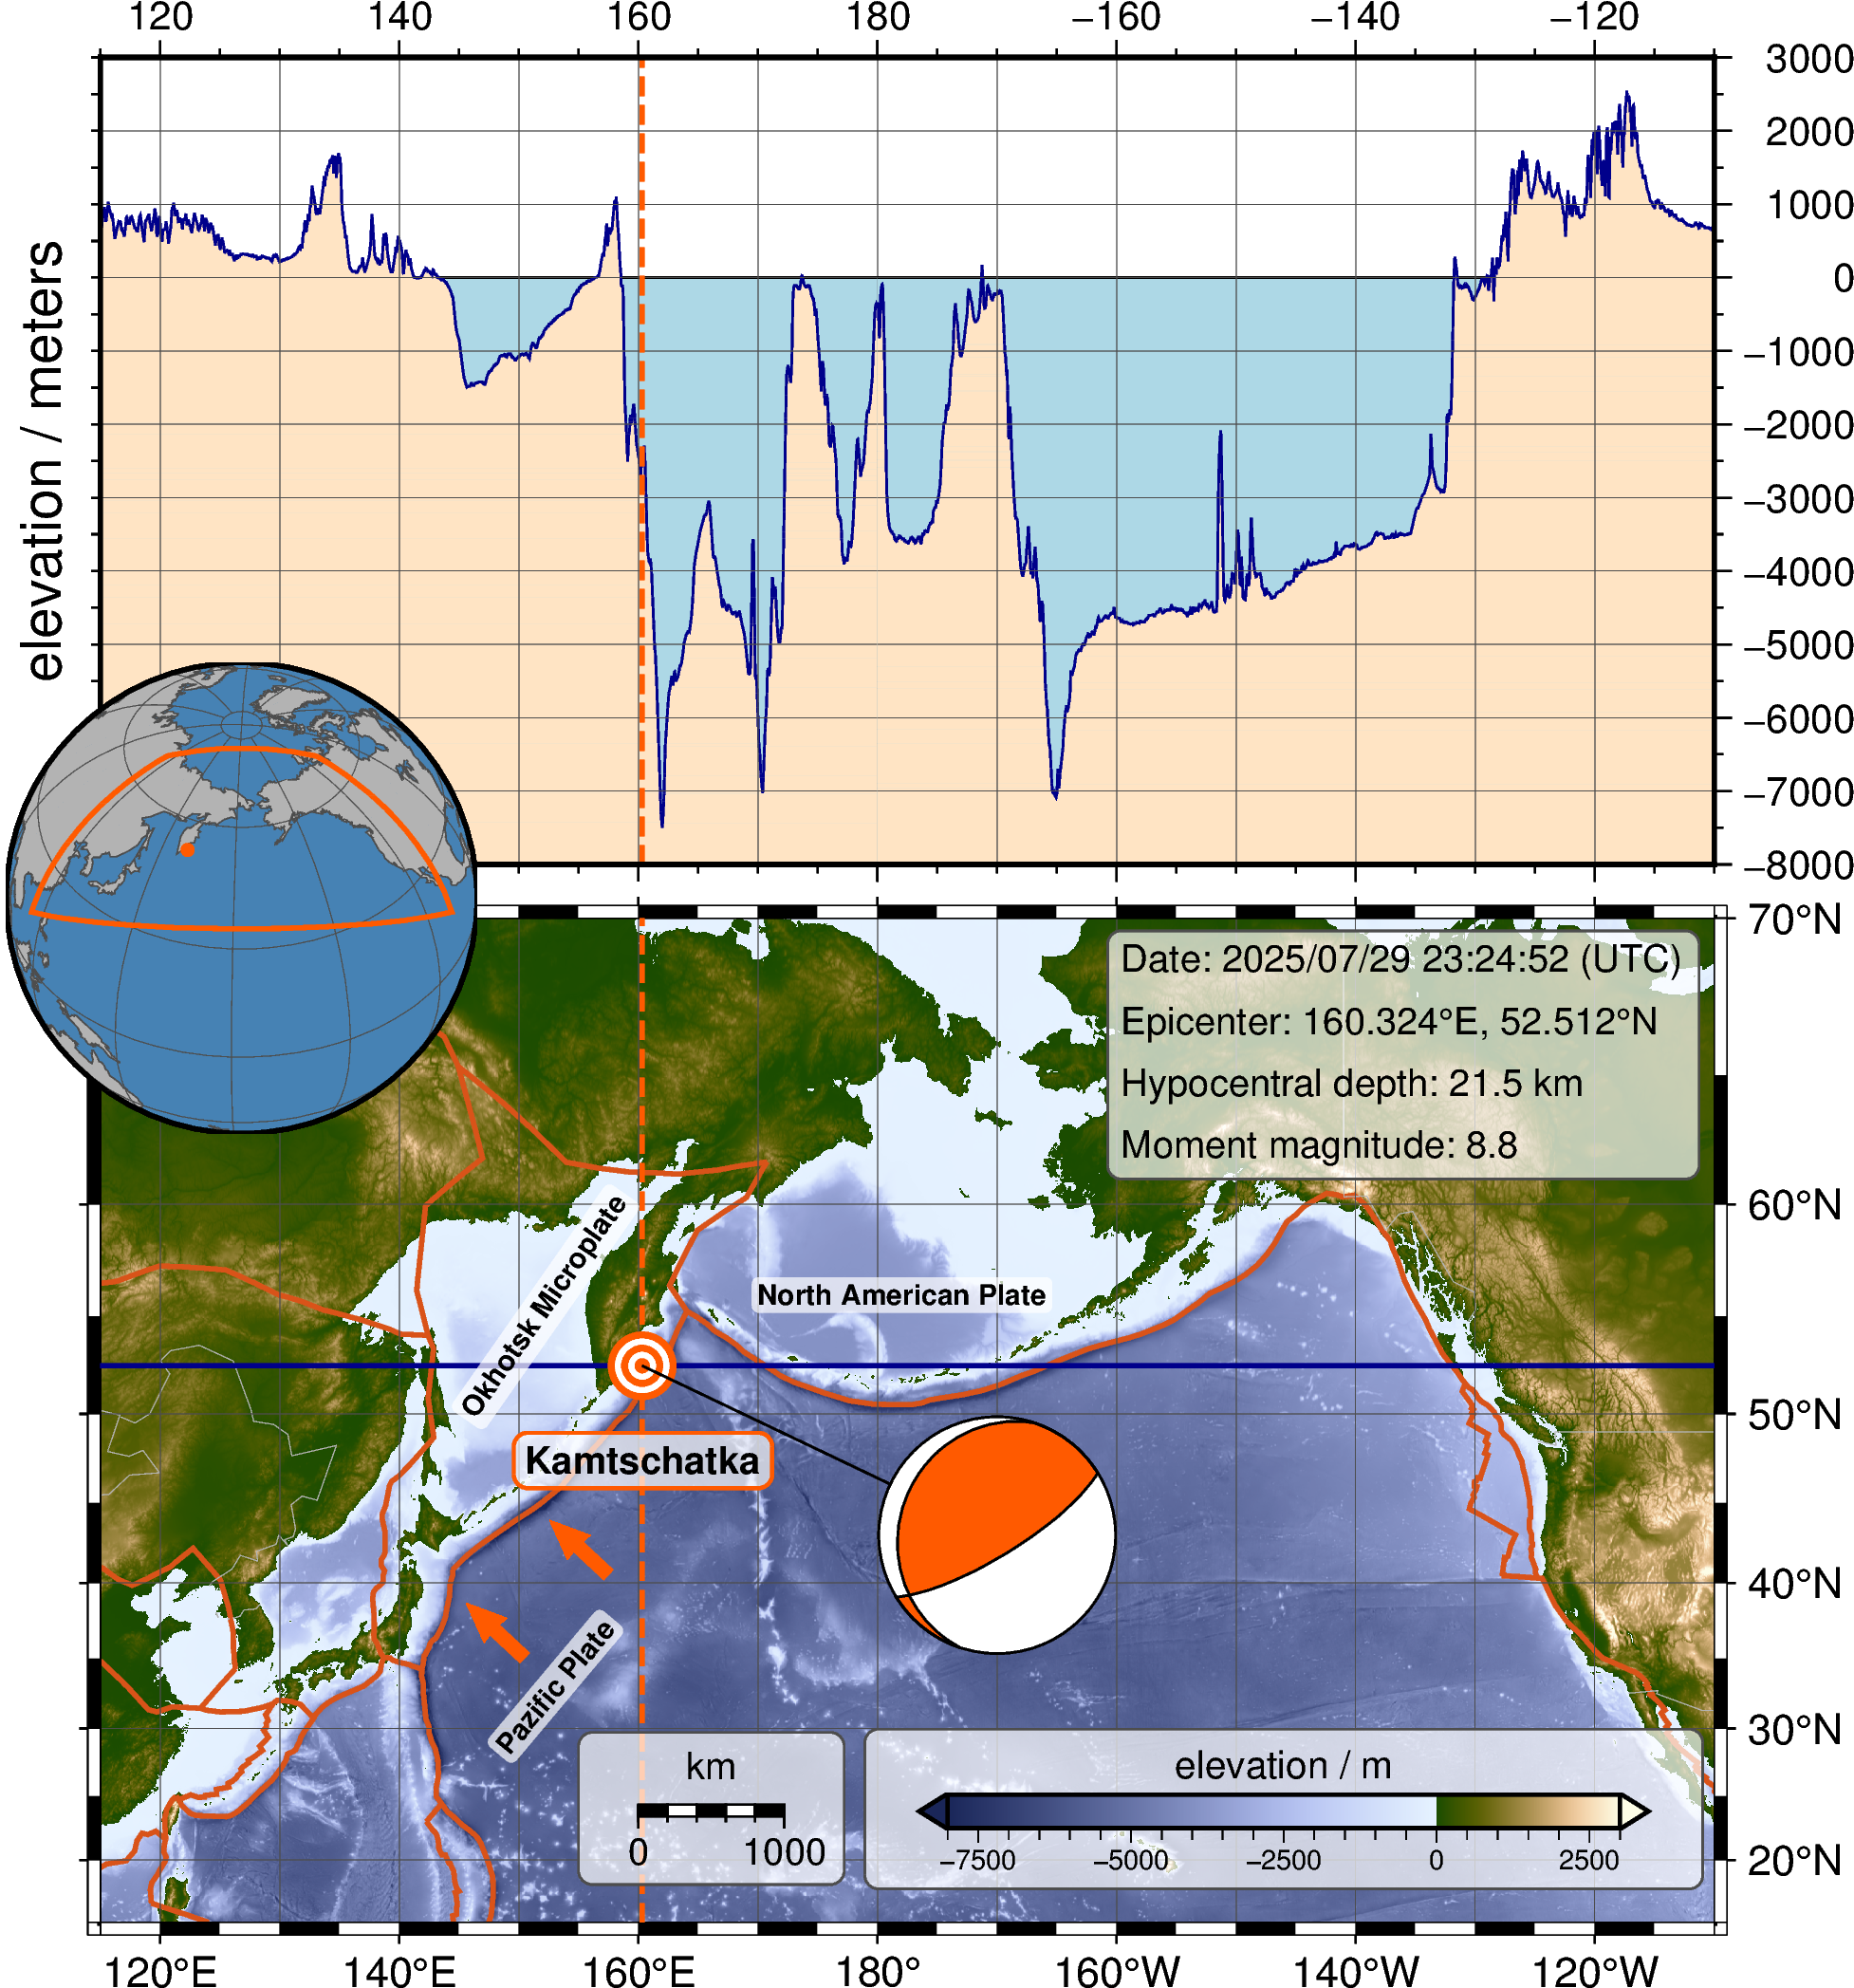 120 140 160 180 −160 −140 −120
3000
2000
1000
0
−1000
−2000
−3000
−4000
−5000
−6000
−7000
−8000
elevation / meters
70°N
60°N
50°N
40°N
30°N
20°N
Date: 2025/07/29 23:24:52 (UTC)
Epicenter: 160.324°E, 52.512°N
Hypocentral depth: 21.5 km
Moment magnitude: 8.8
Okhotsk Microplate
North American Plate
Kamtschatka
Pazific Plate
km
0 1000
elevation / m
−7500 −5000 −2500 0 2500
120°E 140°E 160°E 180° 160°W 140°W 120°W